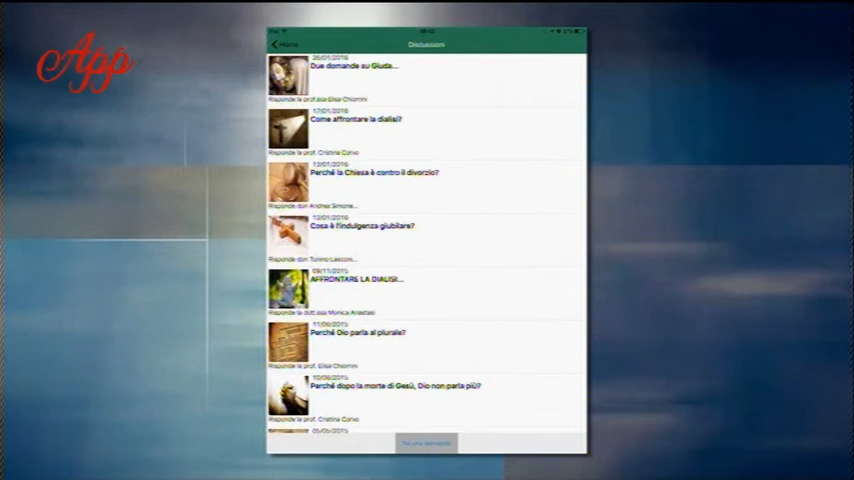 App
Home
Discussioni
26/01/2016
Due domande su Giuda...
Risponde la prof.ssa Elisa Chiorrini
17/01/2016
Come affrontare la dialisi?
Risponde la prof. Cristina Corvo
13/01/2016
Perché la Chiesa è contro il divorzio?
Risponde don Andrea Simone...
12/01/2016
Cosa è l'indulgenza giubilare?
Risponde don Tonino Lasconi...
09/11/2015
AFFRONTARE LA DIALISI...
Risponde la dott.ssa Monica Anastasi
11/06/2015
Perché Dio parla al plurale?
Risponde la prof. Elisa Chiorrini
10/06/2015
Perché dopo la morte di Gesù, Dio non parla più?
Risponde la prof. Cristina Corvo
05/05/2015
Fai una domanda